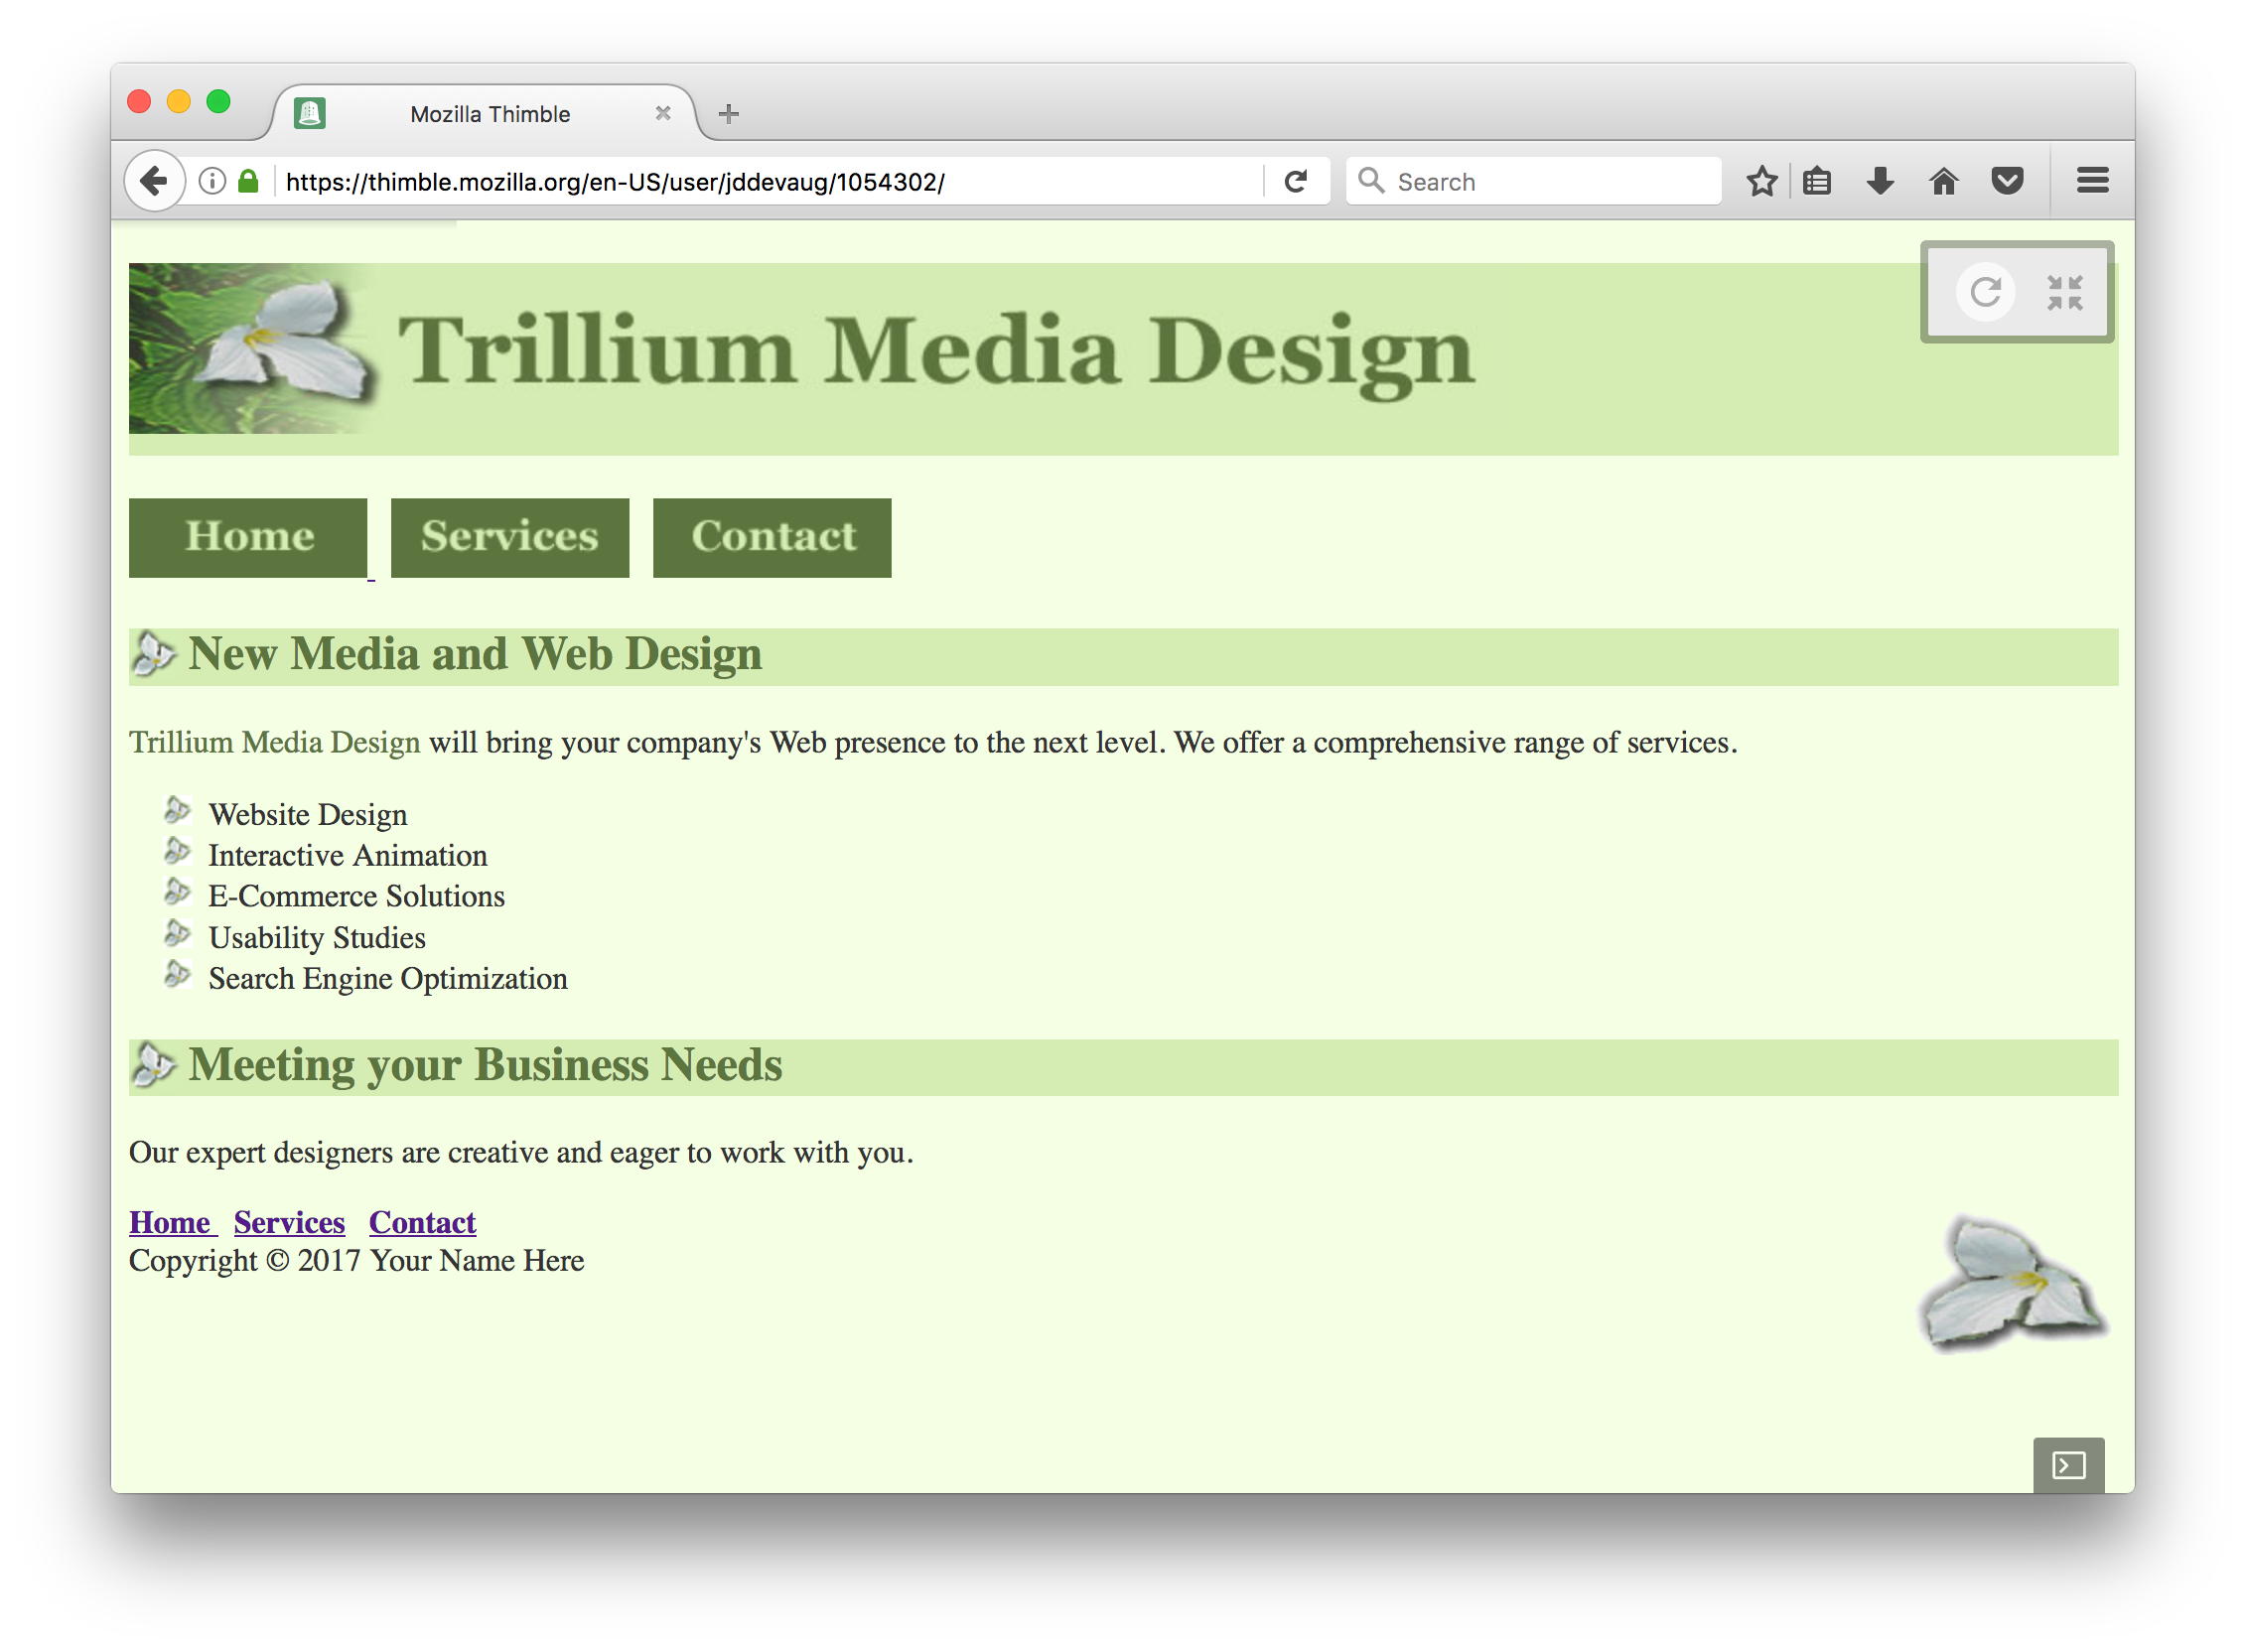 Mozilla Thimble
https://thimble.mozilla.org/en-US/user/jddevaug/1054302/
Search
Trillium Media Design
Home Services Contact
New Media and Web Design
Trillium Media Design will bring your company's Web presence to the next level. We offer a comprehensive range of services.
Website Design
Interactive Animation
E-Commerce Solutions
Usability Studies
Search Engine Optimization
Meeting your Business Needs
Our expert designers are creative and eager to work with you.
Home Services Contact
Copyright © 2017 Your Name Here